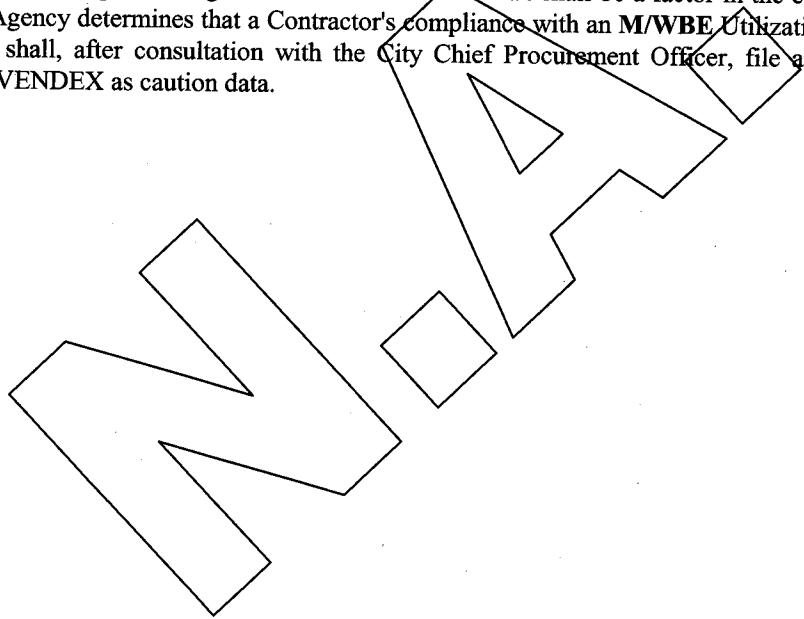 Agency determines that a Contractor's compliance with an M/WBE
shall, after consultation with the City Chief Procurement Officer, file
VENDEX as caution data.
N.A.